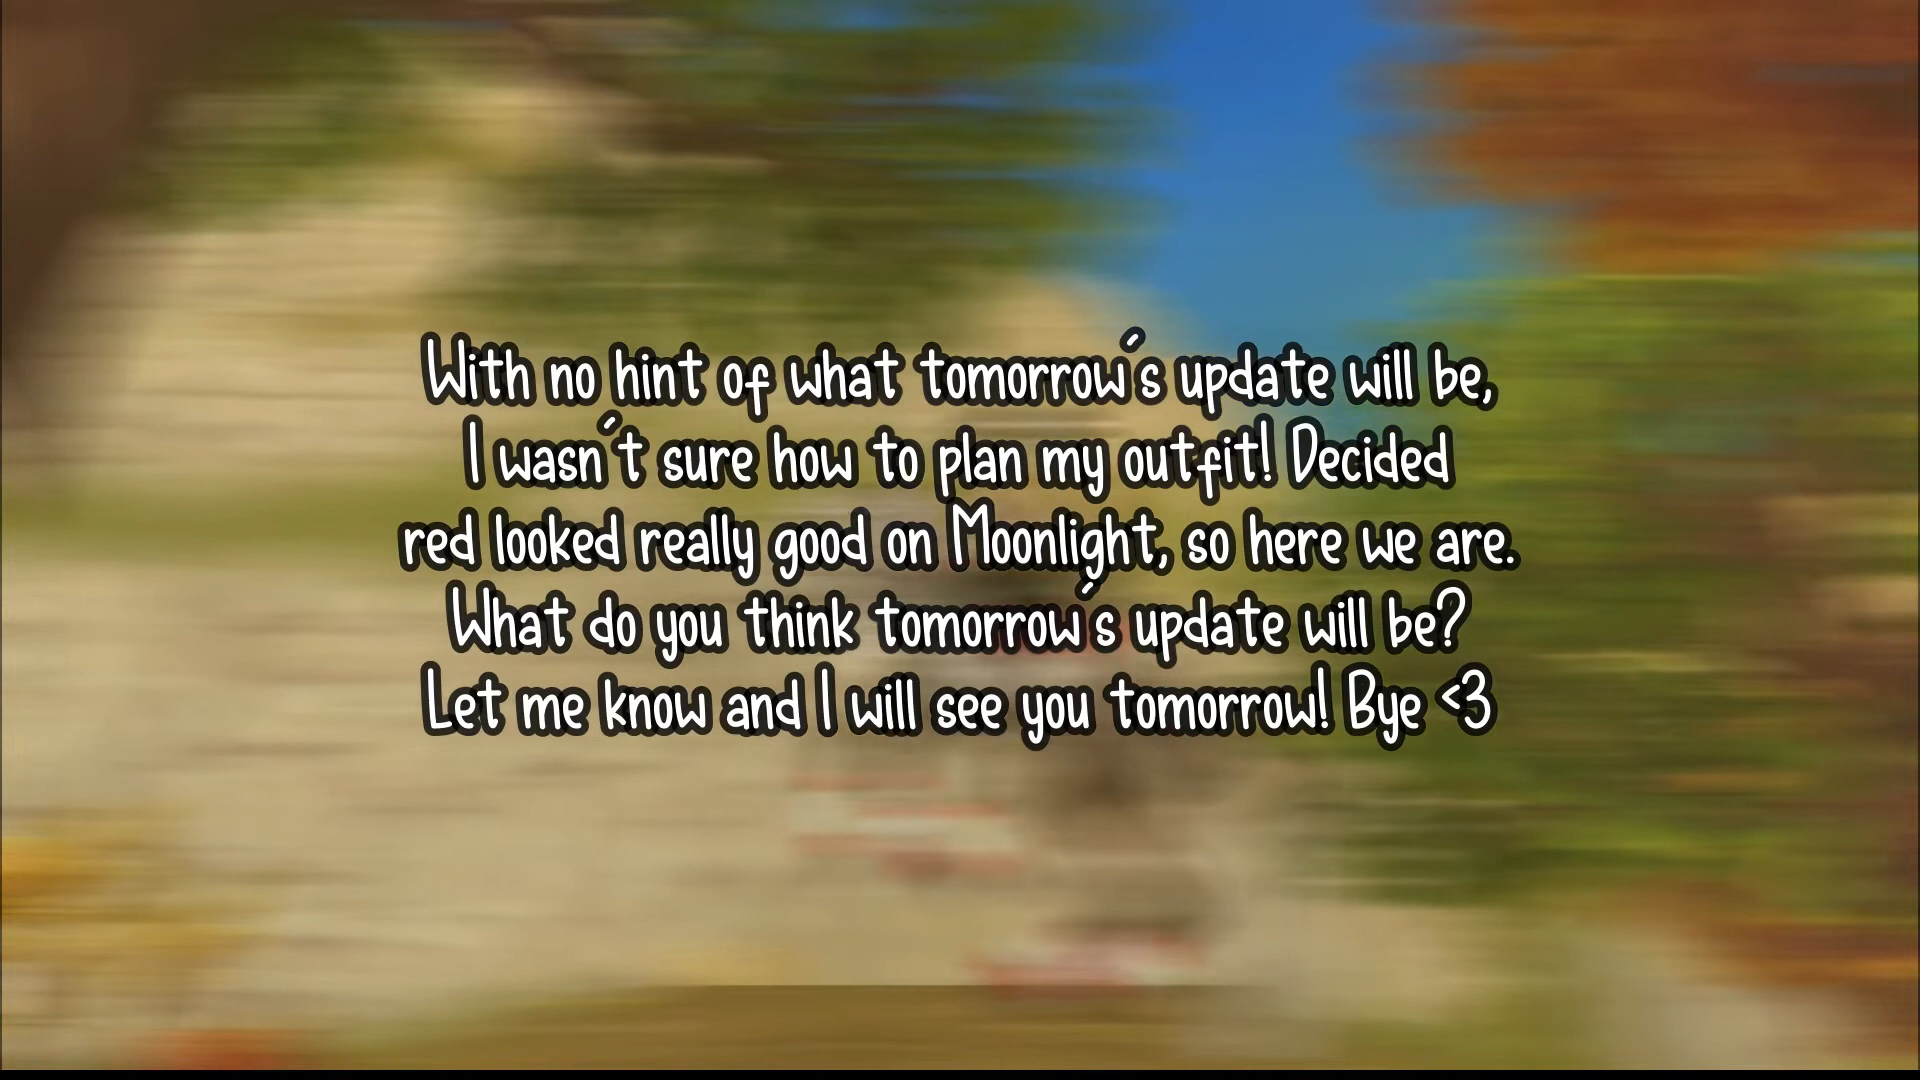 With no hint of what tomorrow´s update will be,
I wasn´t sure how to plan my outfit! Decided
red looked really good on Moonlight, so here we are.
What do you think tomorrow´s update will be?
Let me know and I will see you tomorrow! Bye <3